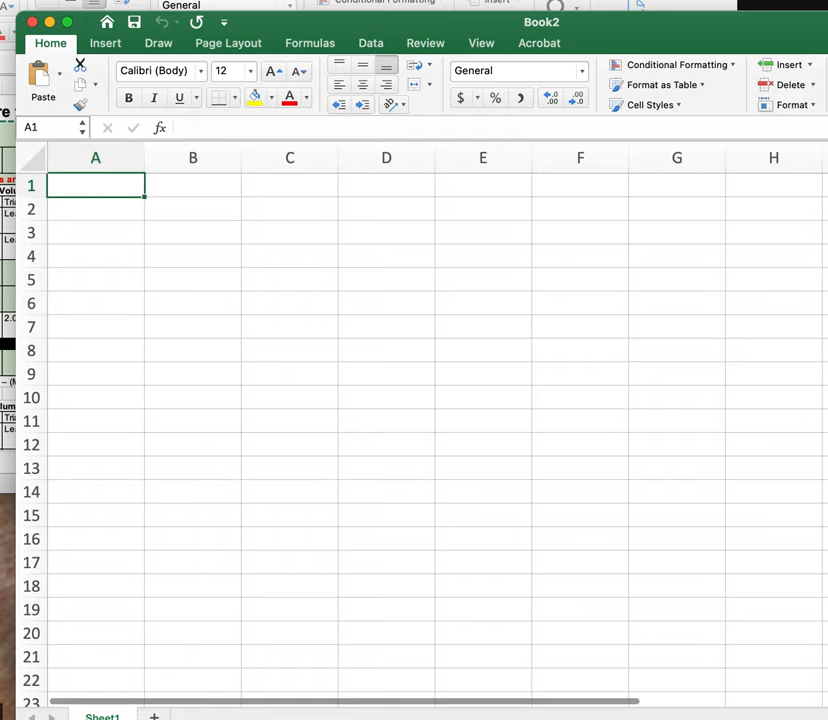 General
Conditional Formatting
Insert
Book2
Home Insert Draw Page Layout Formulas Data Review View Acrobat
Paste
Calibri (Body) 12 A A
B I U A
General
$ % 9
Conditional Formatting
Format as Table
Cell Styles
Insert
Delete
Format
A1 fx
A B C D E F G H
1
2
3
4
5
6
7
8
9
10
11
12
13
14
15
16
17
18
19
20
21
22
23
Sheet1 +